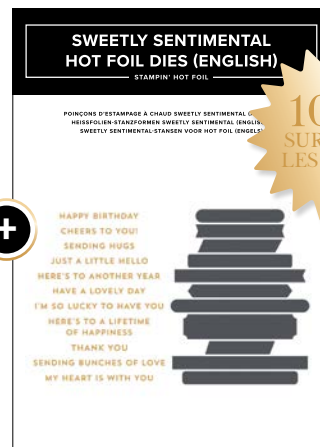 SWEETLY SENTIMENTAL
HOT FOIL DIES (ENGLISH)
STAMPIN' HOT FOIL
POINÇONS D'ESTAMPAGE À CHAUD SWEETLY SENTIMENTAL
HEISSFOLIEN-STANZFORMEN SWEETLY SENTIMENTAL
SWEETLY SENTIMENTAL-STANSEN VOOR HOT FOIL (ENGELS)
10
SUR
LES
+
HAPPY BIRTHDAY
CHEERS TO YOU!
SENDING HUGS
JUST A LITTLE HELLO
HERE'S TO ANOTHER YEAR
HAVE A LOVELY DAY
I'M SO LUCKY TO HAVE YOU
HERE'S TO A LIFETIME
OF HAPPINESS
THANK YOU
SENDING BUNCHES OF LOVE
MY HEART IS WITH YOU